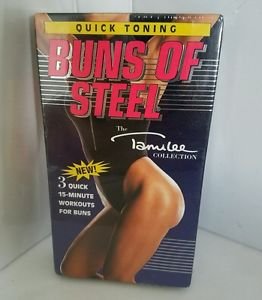 QUICK TONING
BUNS OF
STEEL
The
Tamilee
COLLECTION
NEW!
3 QUICK
15-MINUTE
WORKOUTS
FOR BUNS